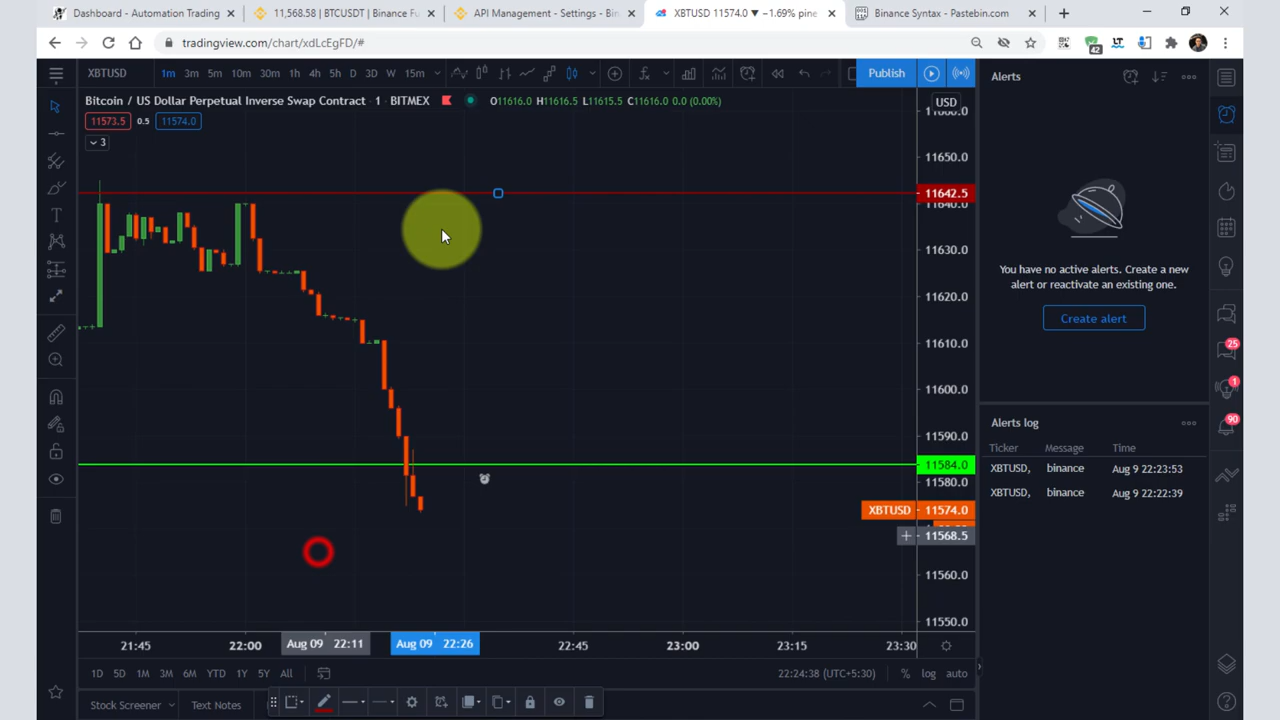 Dashboard - Automation Trading
11,568.58 | BTCUSDT | Binance Fu
API Management - Settings - Bin
XBTUSD 11574.0 ▼ −1.69% pine
Binance Syntax - Pastebin.com
tradingview.com/chart/xdLcEgFD/#
42
XBTUSD 1m 3m 5m 10m 30m 1h 4h 5h D 3D W 15m
Publish
Alerts
Bitcoin / US Dollar Perpetual Inverse Swap Contract · 1 · BITMEX
O11616.0 H11616.5 L11615.5 C11616.0 0.0 (0.00%)
USD
11573.5 0.5 11574.0
3
11650.0
11642.5
11640.0
11630.0
11620.0
11610.0
11600.0
11590.0
11584.0
11580.0
XBTUSD 11574.0
11568.5
11560.0
11550.0
You have no active alerts. Create a new
alert or reactivate an existing one.
Create alert
25
1
90
Alerts log
Ticker Message Time
XBTUSD, binance Aug 9 22:23:53
XBTUSD, binance Aug 9 22:22:39
21:45 22:00 Aug 09 22:11 Aug 09 22:26 22:45 23:00 23:15 23:30
1D 5D 1M 3M 6M YTD 1Y 5Y All
22:24:38 (UTC+5:30) % log auto
Stock Screener Text Notes